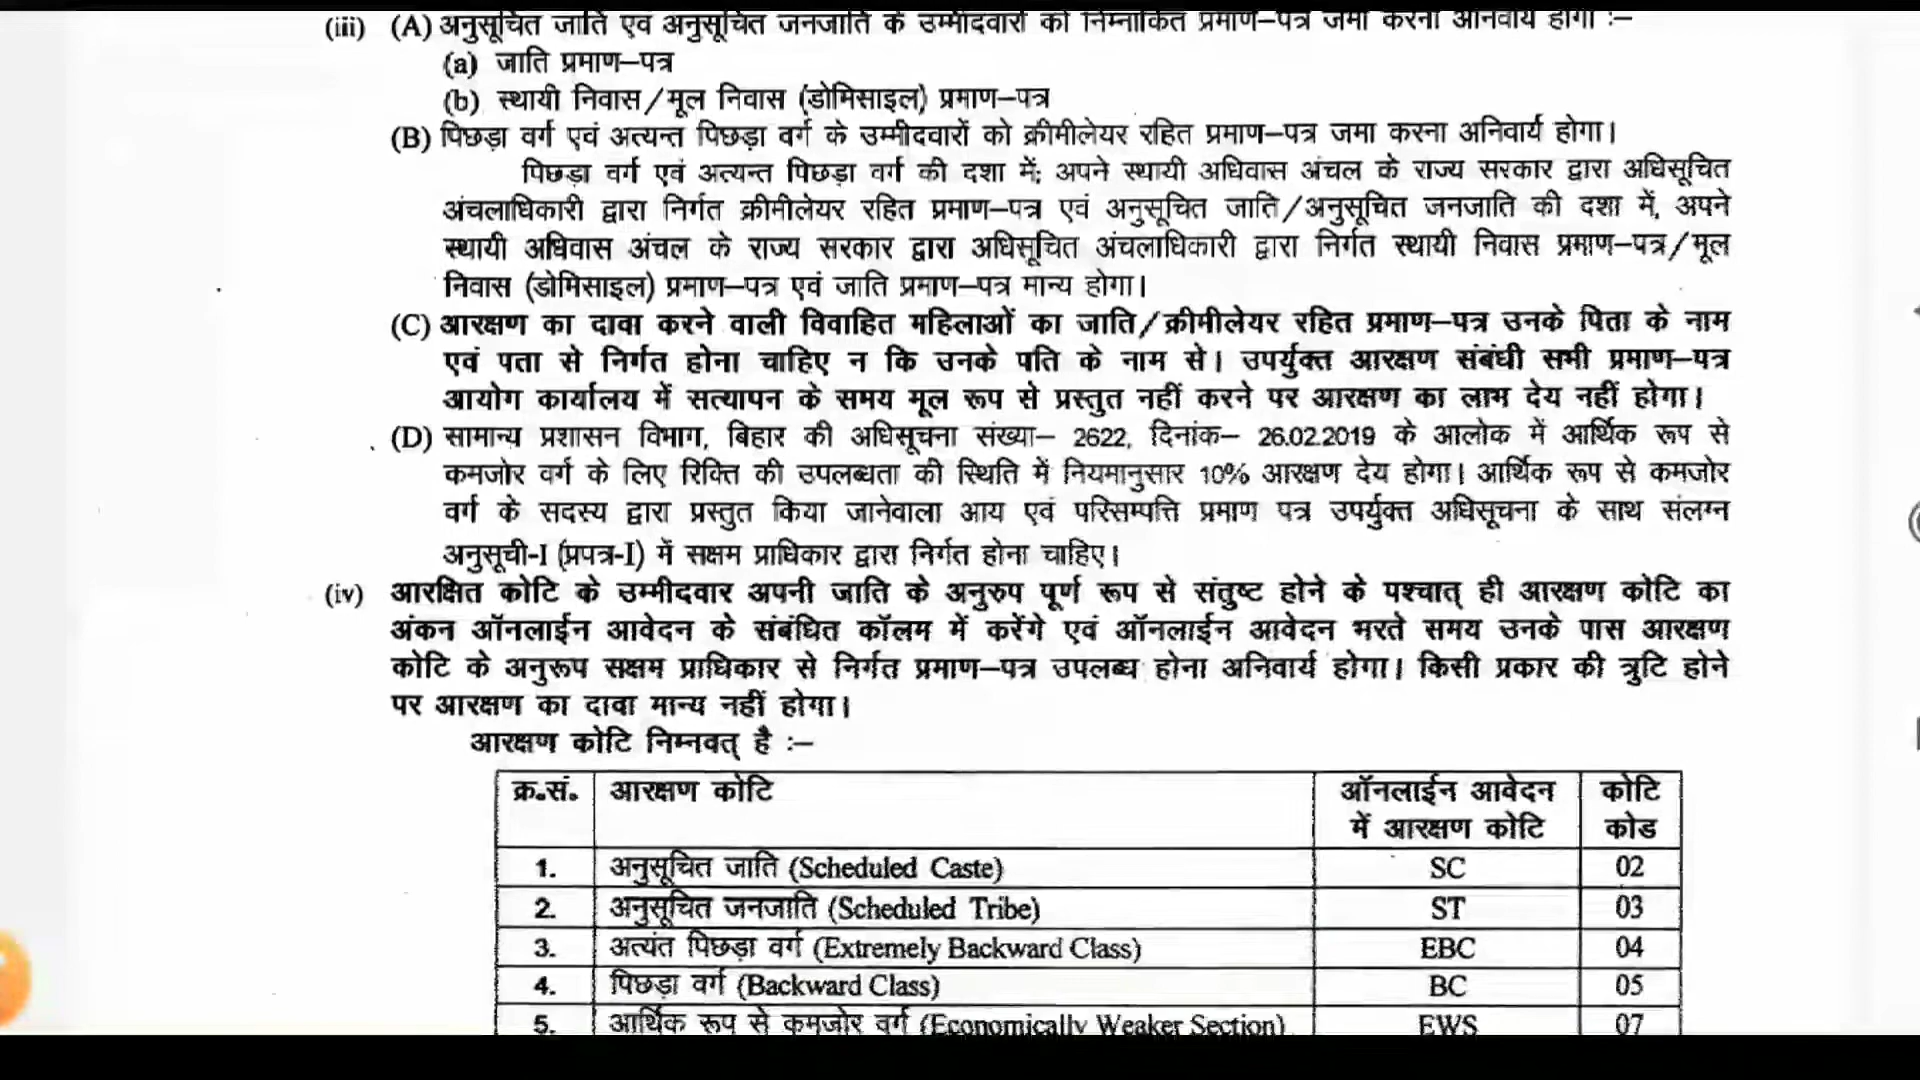 (iii) (A) अनुसूचित जाति एवं अनुसूचित जनजाति के उम्मीदवारों को निम्नांकित प्रमाण–पत्र जमा करना अनिवार्य होगा :–
(a) जाति प्रमाण–पत्र
(b) स्थायी निवास/मूल निवास (डोमिसाइल) प्रमाण–पत्र
(B) पिछड़ा वर्ग एवं अत्यन्त पिछड़ा वर्ग के उम्मीदवारों को क्रीमीलेयर रहित प्रमाण–पत्र जमा करना अनिवार्य होगा।
पिछड़ा वर्ग एवं अत्यन्त पिछड़ा वर्ग की दशा में; अपने स्थायी अधिवास अंचल के राज्य सरकार द्वारा अधिसूचित
अंचलाधिकारी द्वारा निर्गत क्रीमीलेयर रहित प्रमाण–पत्र एवं अनुसूचित जाति/अनुसूचित जनजाति की दशा में, अपने
स्थायी अधिवास अंचल के राज्य सरकार द्वारा अधिसूचित अंचलाधिकारी द्वारा निर्गत स्थायी निवास प्रमाण–पत्र/मूल
निवास (डोमिसाइल) प्रमाण–पत्र एवं जाति प्रमाण–पत्र मान्य होगा।
(C) आरक्षण का दावा करने वाली विवाहित महिलाओं का जाति/क्रीमीलेयर रहित प्रमाण–पत्र उनके पिता के नाम
एवं पता से निर्गत होना चाहिए न कि उनके पति के नाम से। उपर्युक्त आरक्षण संबंधी सभी प्रमाण–पत्र
आयोग कार्यालय में सत्यापन के समय मूल रूप से प्रस्तुत नहीं करने पर आरक्षण का लाभ देय नहीं होगा।
(D) सामान्य प्रशासन विभाग, बिहार की अधिसूचना संख्या– 2622, दिनांक– 26.02.2019 के आलोक में आर्थिक रूप से
कमजोर वर्ग के लिए रिक्ति की उपलब्धता की स्थिति में नियमानुसार 10% आरक्षण देय होगा। आर्थिक रूप से कमजोर
वर्ग के सदस्य द्वारा प्रस्तुत किया जानेवाला आय एवं परिसम्पत्ति प्रमाण पत्र उपर्युक्त अधिसूचना के साथ संलग्न
अनुसूची-I (प्रपत्र-I) में सक्षम प्राधिकार द्वारा निर्गत होना चाहिए।
(iv) आरक्षित कोटि के उम्मीदवार अपनी जाति के अनुरुप पूर्ण रूप से संतुष्ट होने के पश्चात् ही आरक्षण कोटि का
अंकन ऑनलाईन आवेदन के संबंधित कॉलम में करेंगे एवं ऑनलाईन आवेदन भरते समय उनके पास आरक्षण
कोटि के अनुरूप सक्षम प्राधिकार से निर्गत प्रमाण–पत्र उपलब्ध होना अनिवार्य होगा। किसी प्रकार की त्रुटि होने
पर आरक्षण का दावा मान्य नहीं होगा।
आरक्षण कोटि निम्नवत् है :–
क्र.सं. आरक्षण कोटि ऑनलाईन आवेदन में आरक्षण कोटि कोटि कोड
1. अनुसूचित जाति (Scheduled Caste) SC 02
2. अनुसूचित जनजाति (Scheduled Tribe) ST 03
3. अत्यंत पिछड़ा वर्ग (Extremely Backward Class) EBC 04
4. पिछड़ा वर्ग (Backward Class) BC 05
5. आर्थिक रूप से कमजोर वर्ग (Economically Weaker Section) EWS 07